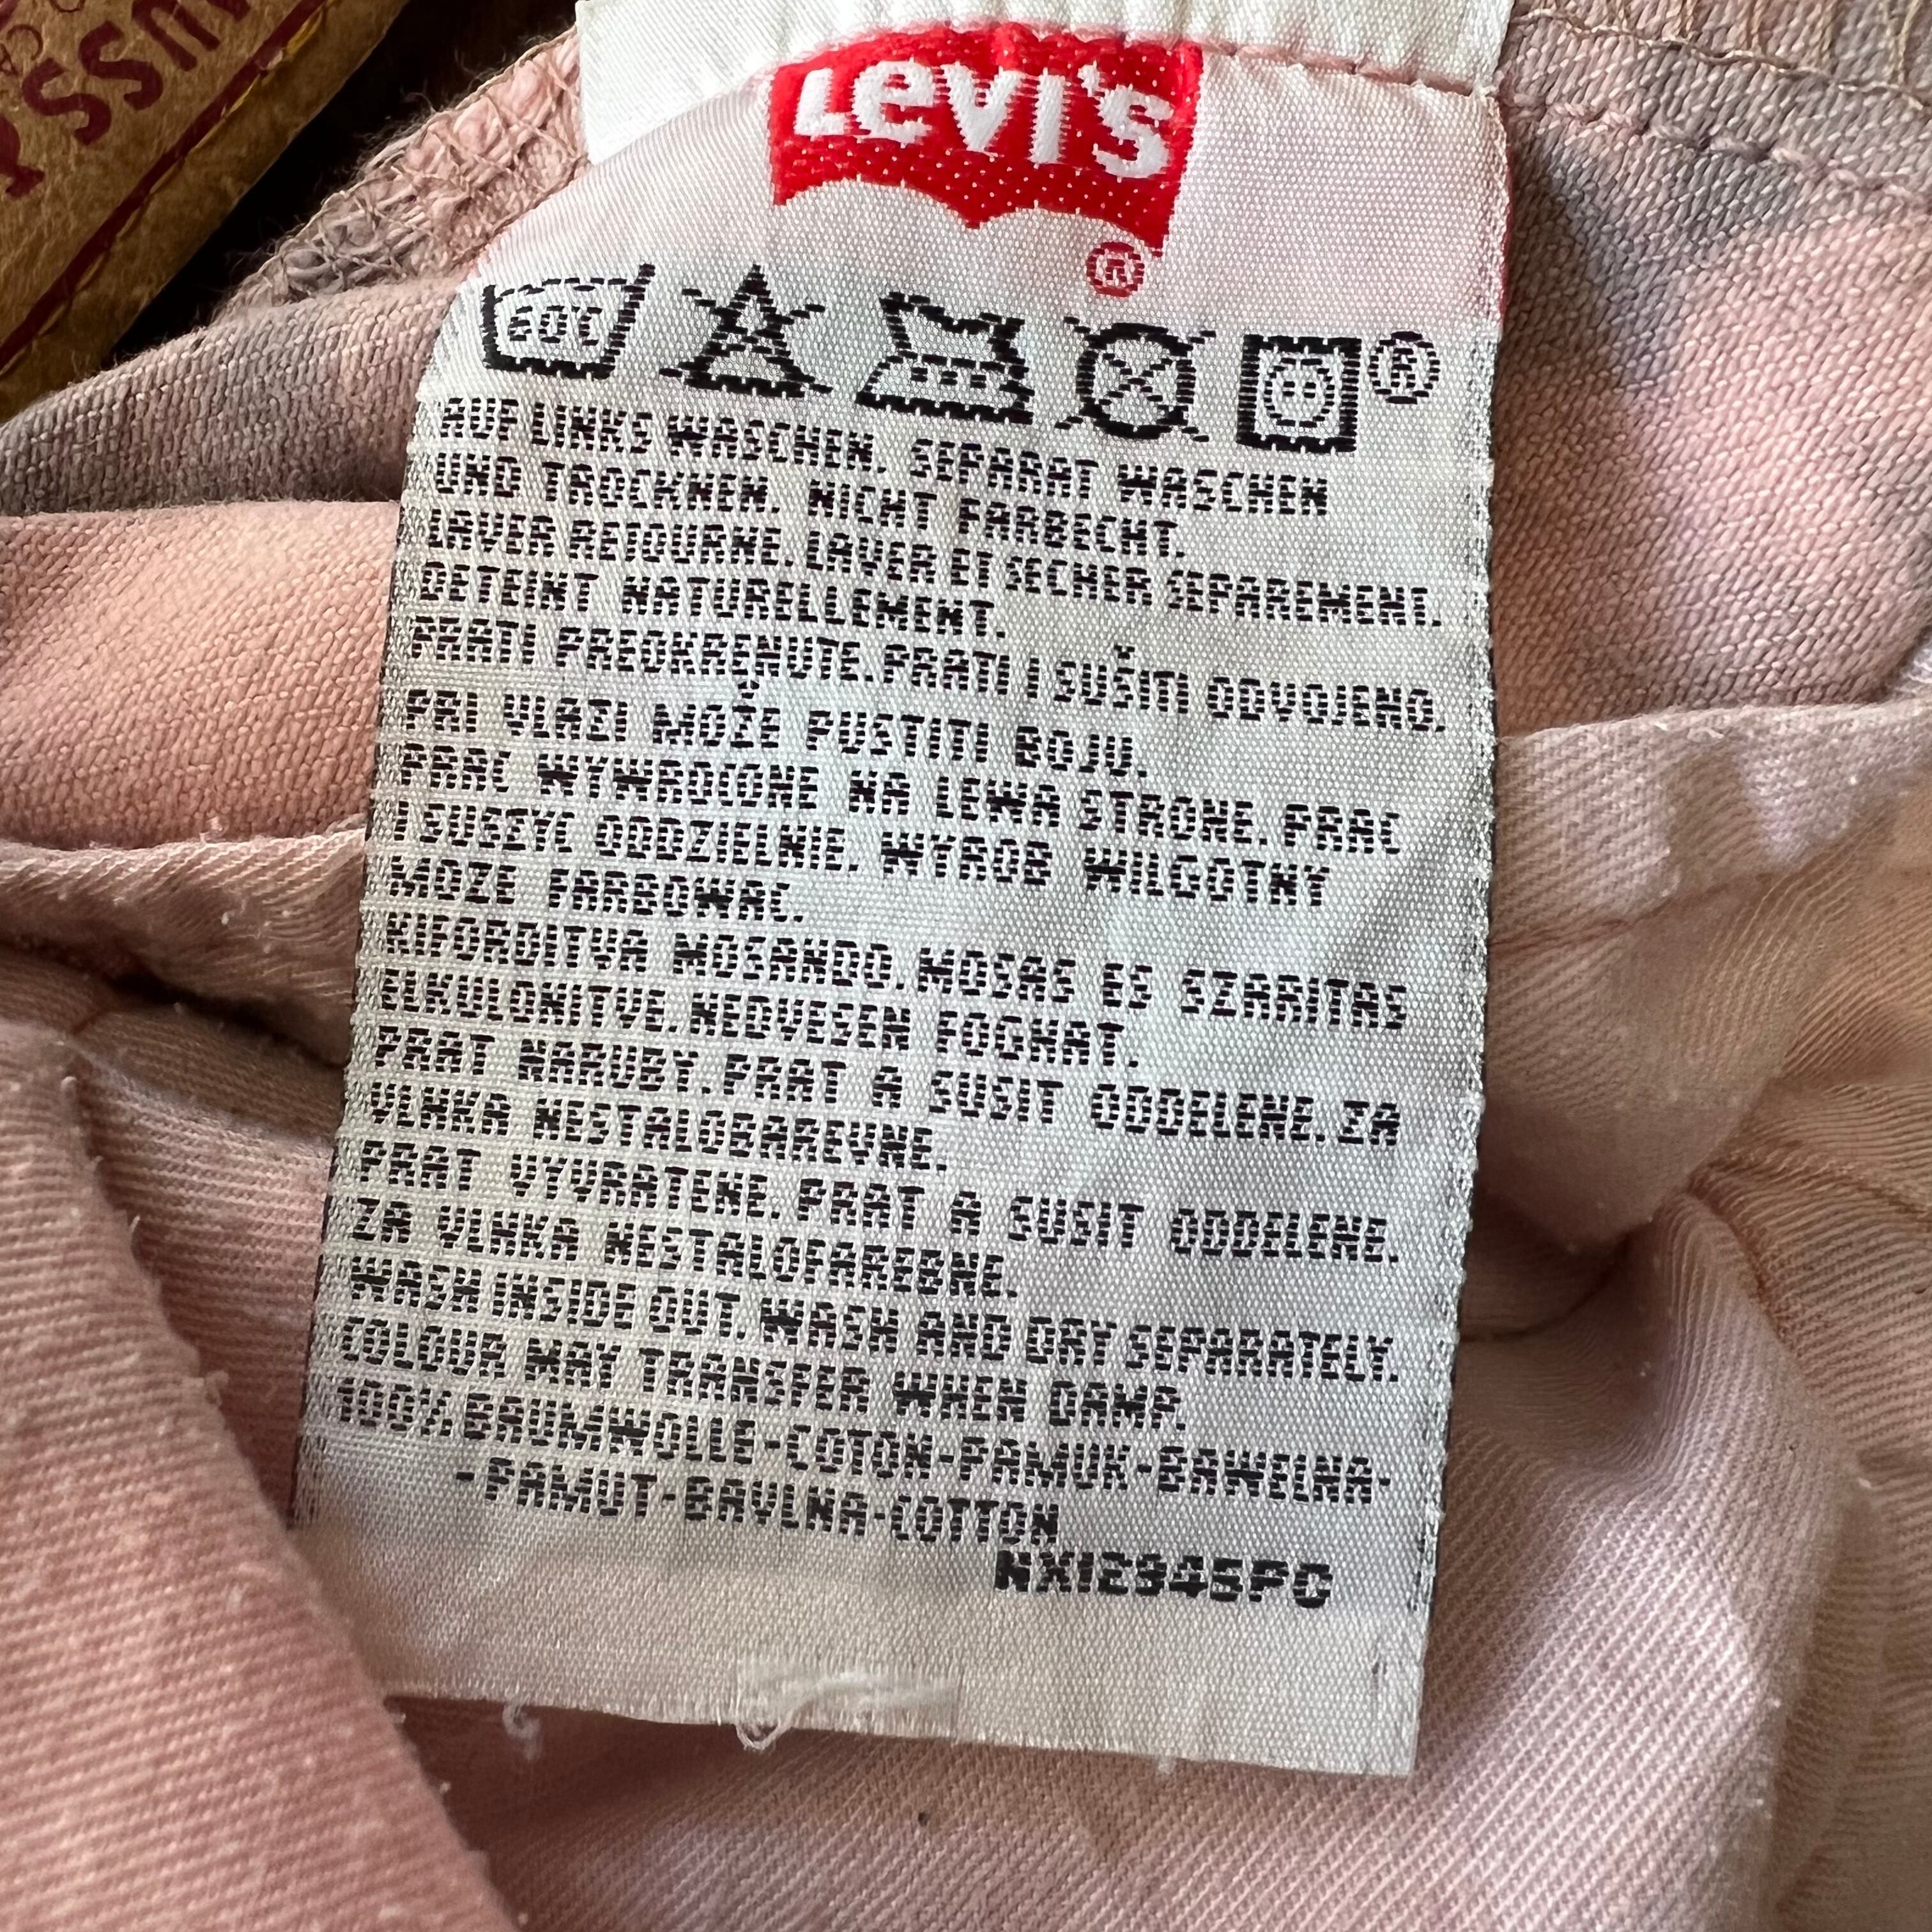 USS
Levi's
®
60°C
®
AUF LINKS WASCHEN. SEPARAT WASCHEN
UND TROCKNEN. NICHT FARBECHT.
LAVER RETOURNE. LAVER ET SECHER SEPAREMENT.
DETEINT NATURELLEMENT.
PRATI PREOKRENUTE. PRATI I SUŠITI ODVOJENO.
PRI VLAZI MOŽE PUSTITI BOJU.
PRAC WYWROCONE NA LEWA STRONE. PRAC
I SUSZYC ODDZIELNIE. WYROB WILGOTNY
MOZE FARBOWAC.
KIFORDITVA MOSANDO. MOSAS ES SZARITAS
ELKULONITVE. NEDVESEN FOGHAT.
PRAT NARUBY. PRAT A SUSIT ODDELENE. ZA
VLHKA NESTALOBAREVNE.
PRAT VYVRATENE. PRAT A SUSIT ODDELENE.
ZA VLHKA NESTALOFAREBNE.
WASH INSIDE OUT. WASH AND DRY SEPARATELY.
COLOUR MAY TRANSFER WHEN DAMP.
100% BAUMWOLLE-COTON-PAMUK-BAWELNA-
-PAMUT-BAVLNA-COTTON
NX12945PC